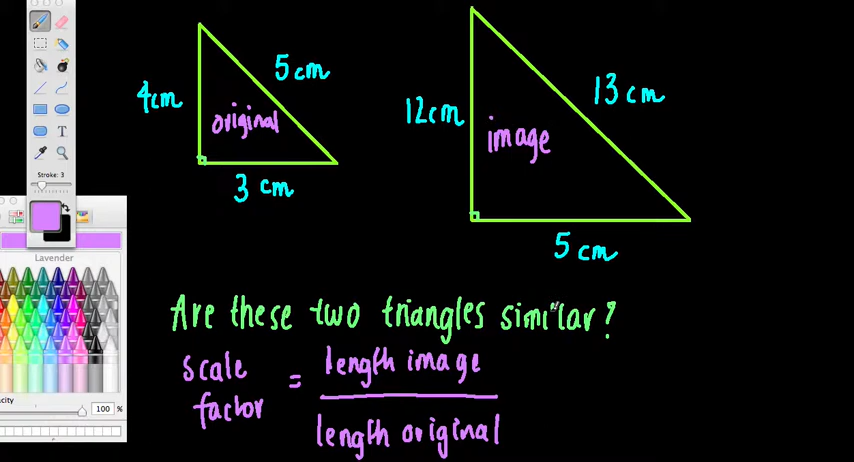 4cm
5cm
original
3 cm
12cm
13 cm
image
5 cm
Stroke: 3
Lavender
acity
100 %
Are these two triangles similar?
scale factor = length image
length original